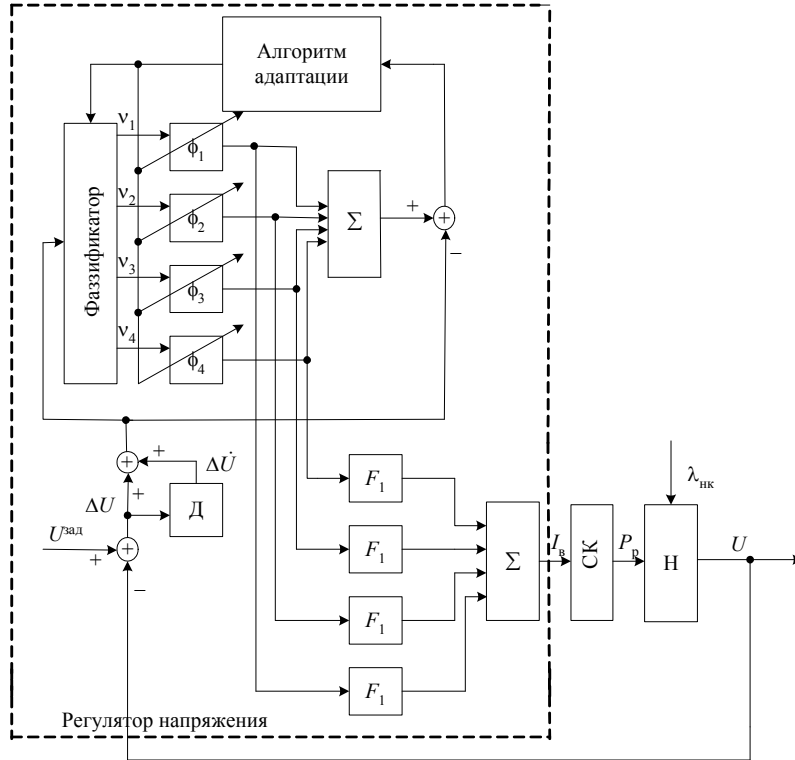 Алгоритм
адаптации
Фаззификатор
ν1
ϕ1
ν2
ϕ2
ν3
ϕ3
ν4
ϕ4
Σ
+
+
−
+
+
+
ΔU̇
ΔU
Д
Uзад
+
+
−
F1
F1
F1
F1
Σ
Iв
СК
Pр
λнк
Н
U
Регулятор напряжения